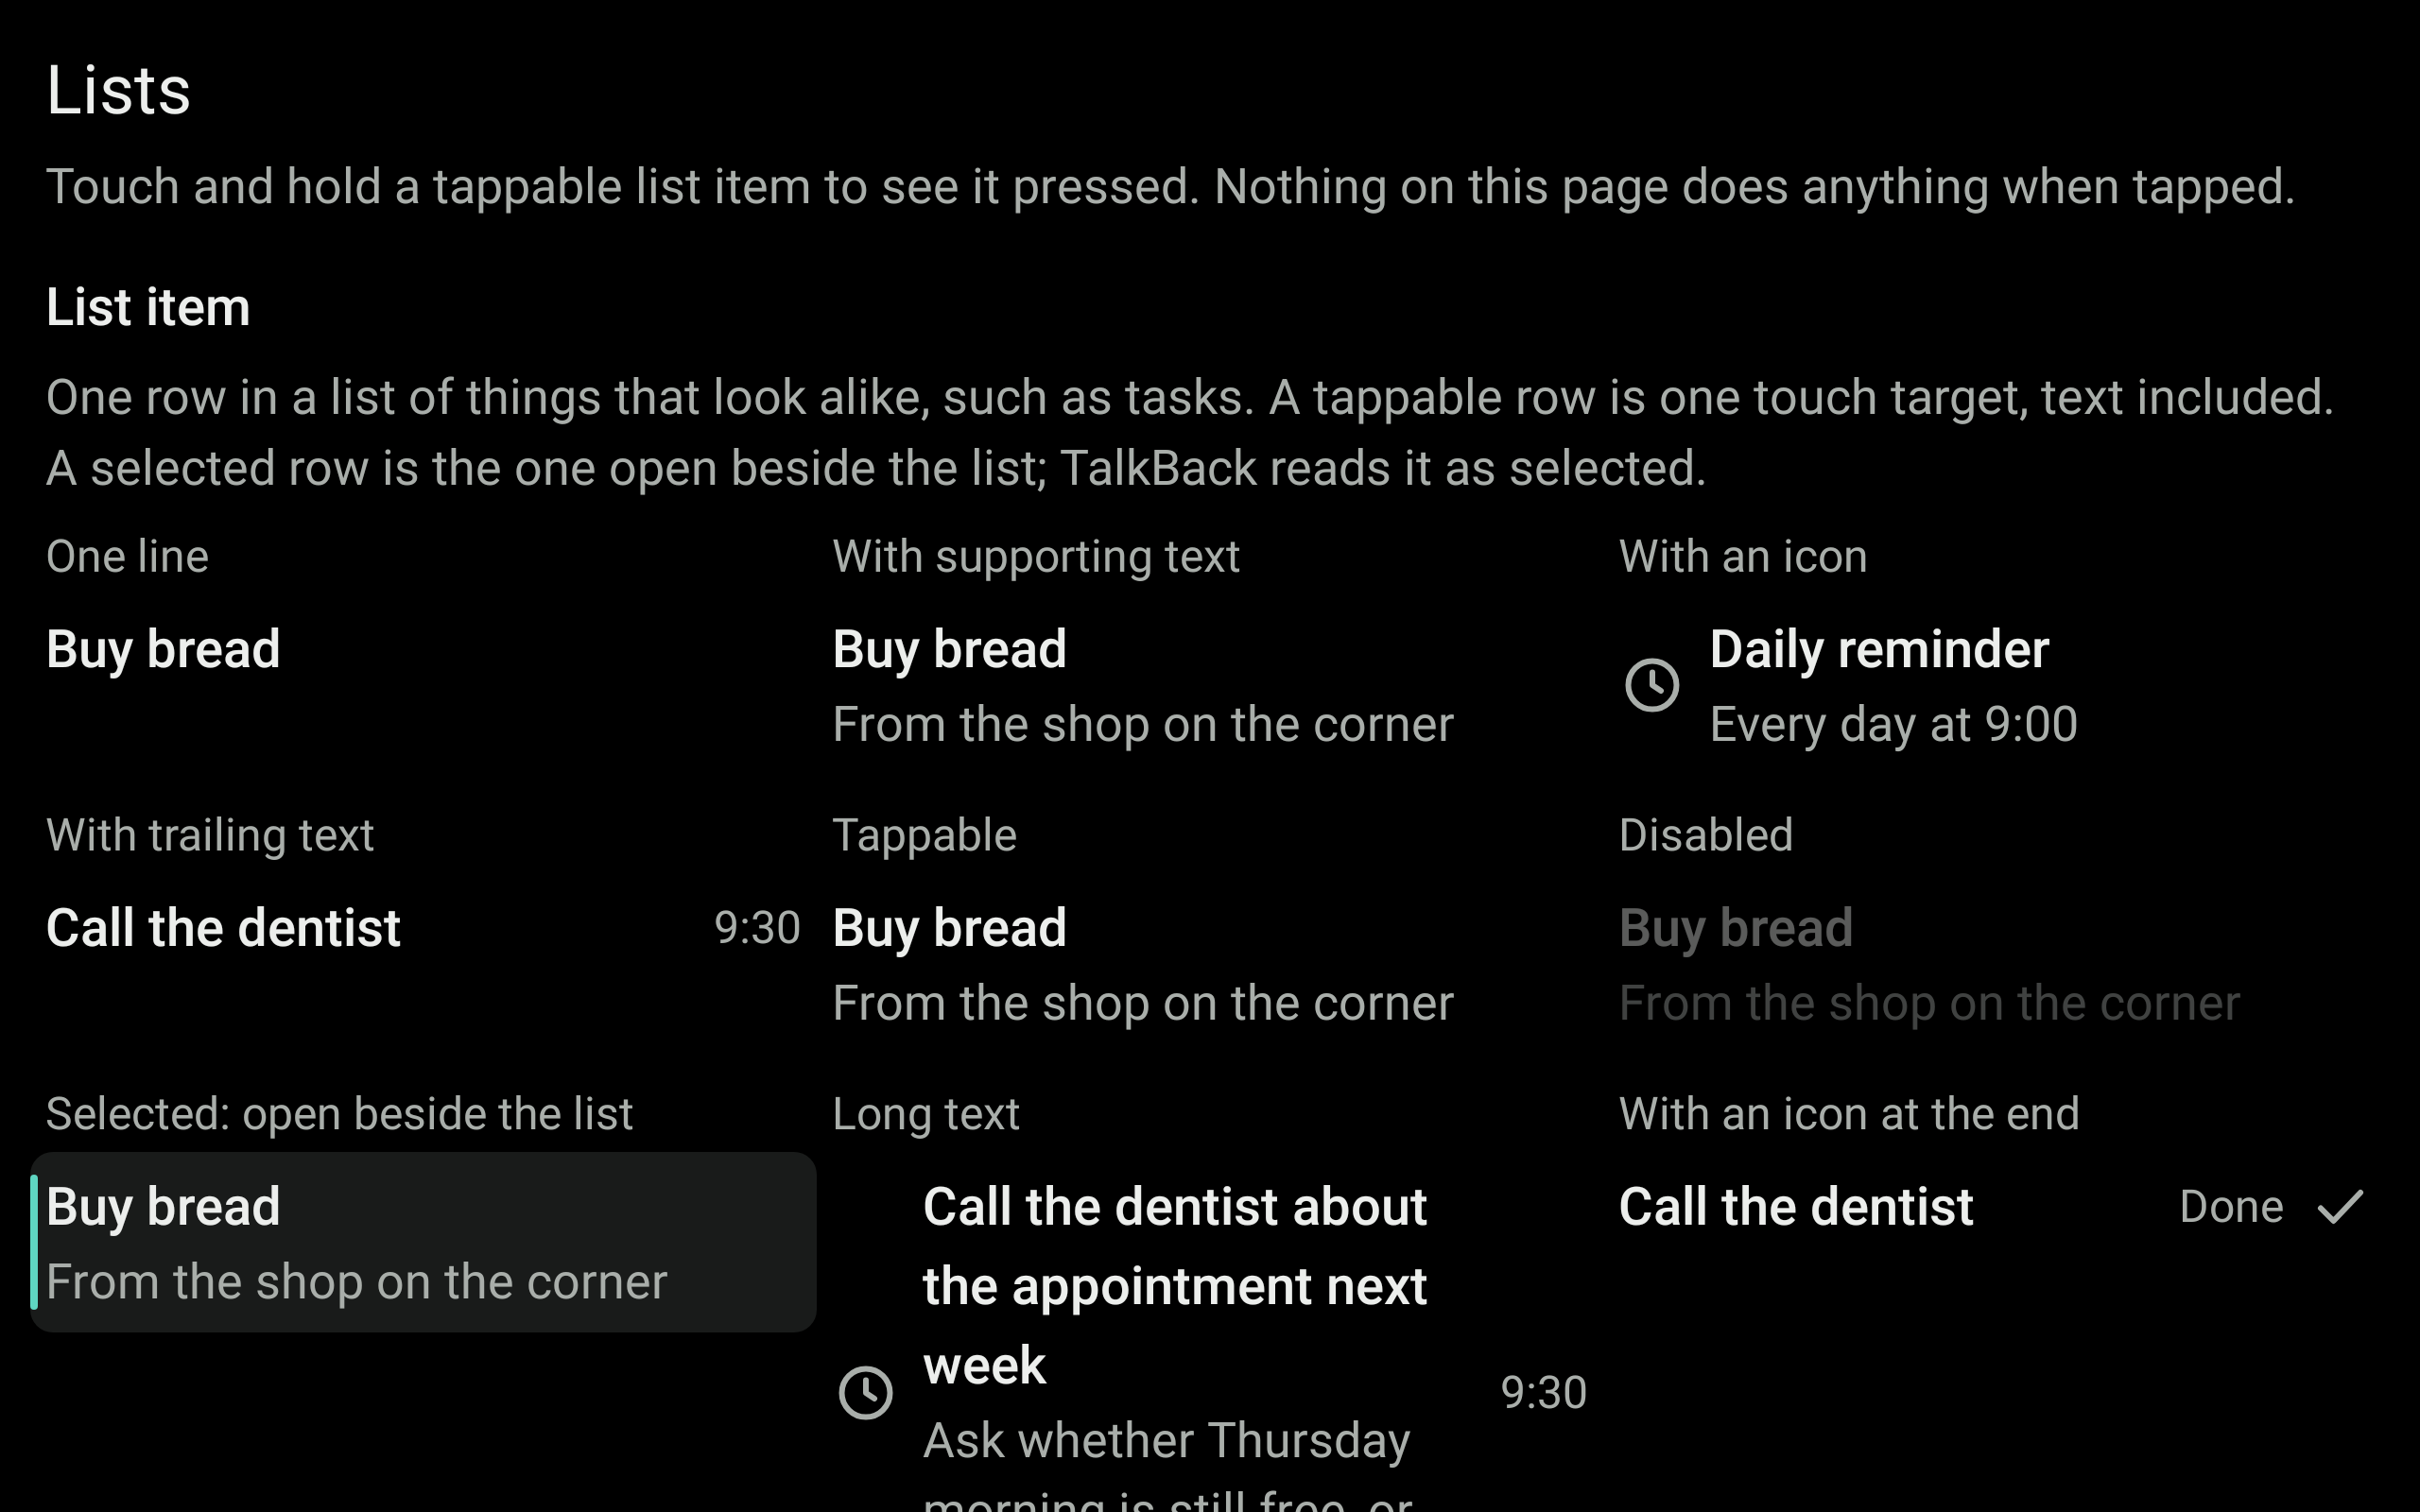 Lists
Touch and hold a tappable list item to see it pressed. Nothing on this page does anything when tapped.
List item
One row in a list of things that look alike, such as tasks. A tappable row is one touch target, text included.
A selected row is the one open beside the list; TalkBack reads it as selected.
One line
Buy bread
With supporting text
Buy bread
From the shop on the corner
With an icon
Daily reminder
Every day at 9:00
With trailing text
Call the dentist
9:30
Tappable
Buy bread
From the shop on the corner
Disabled
Buy bread
From the shop on the corner
Selected: open beside the list
Buy bread
From the shop on the corner
Long text
Call the dentist about
the appointment next
week
Ask whether Thursday
morning is still free, or
9:30
With an icon at the end
Call the dentist
Done